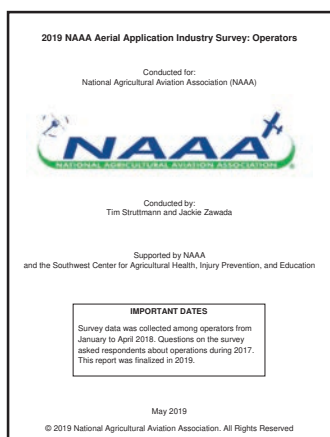 2019 NAAA Aerial Application Industry Survey: Operators
Conducted for:
National Agricultural Aviation Association (NAAA)
NAAA
NATIONAL AGRICULTURAL AVIATION ASSOCIATION
®
Conducted by:
Tim Struttmann and Jackie Zawada
Supported by NAAA
and the Southwest Center for Agricultural Health, Injury Prevention, and Education
IMPORTANT DATES
Survey data was collected among operators from
January to April 2018. Questions on the survey
asked respondents about operations during 2017.
This report was finalized in 2019.
May 2019
© 2019 National Agricultural Aviation Association. All Rights Reserved